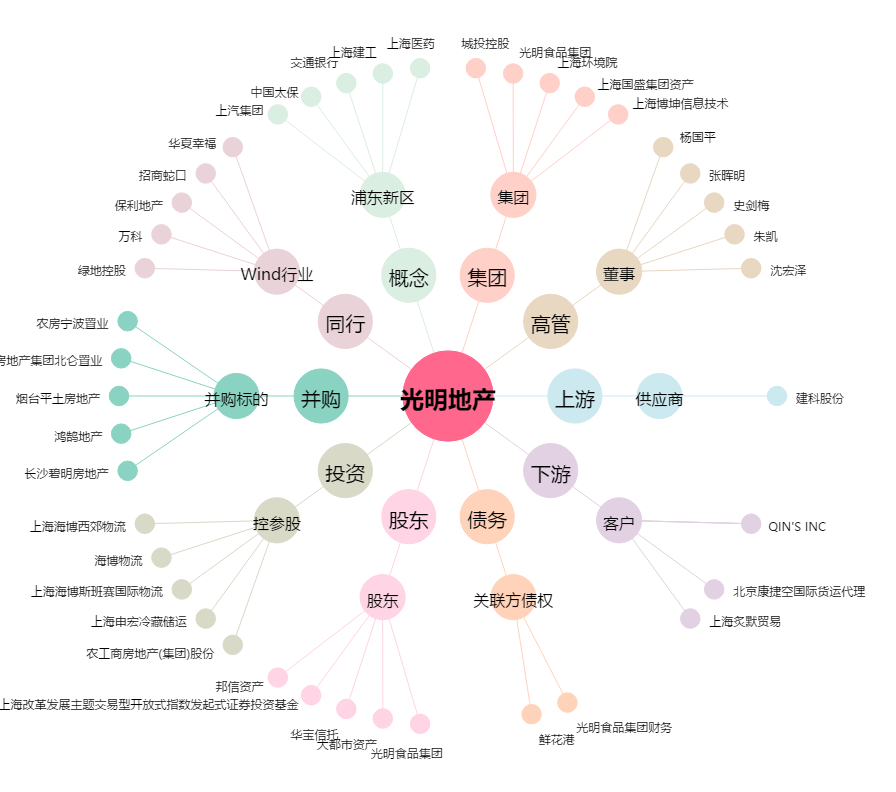 城投控股
上海医药
光明食品集团
上海建工
上海环境院
交通银行
上海国盛集团资产
中国太保
上海博坤信息技术
上汽集团
杨国平
华夏幸福
张晖明
招商蛇口
浦东新区
集团
史剑梅
保利地产
朱凯
万科
沈宏泽
绿地控股
Wind行业
概念
集团
董事
农房宁波置业
同行
高管
房地产集团北仑置业
烟台平土房地产
并购标的
并购
光明地产
上游
供应商
建科股份
鸿鹄地产
长沙碧明房地产
投资
下游
上海海博西郊物流
控参股
股东
债务
客户
QIN'S INC
海博物流
上海海博斯班赛国际物流
股东
关联方债权
北京康捷空国际货运代理
上海申宏冷藏储运
上海炙默贸易
农工商房地产(集团)股份
邦信资产
上海改革发展主题交易型开放式指数发起式证券投资基金
光明食品集团财务
华宝信托
大都市资产
鲜花港
光明食品集团